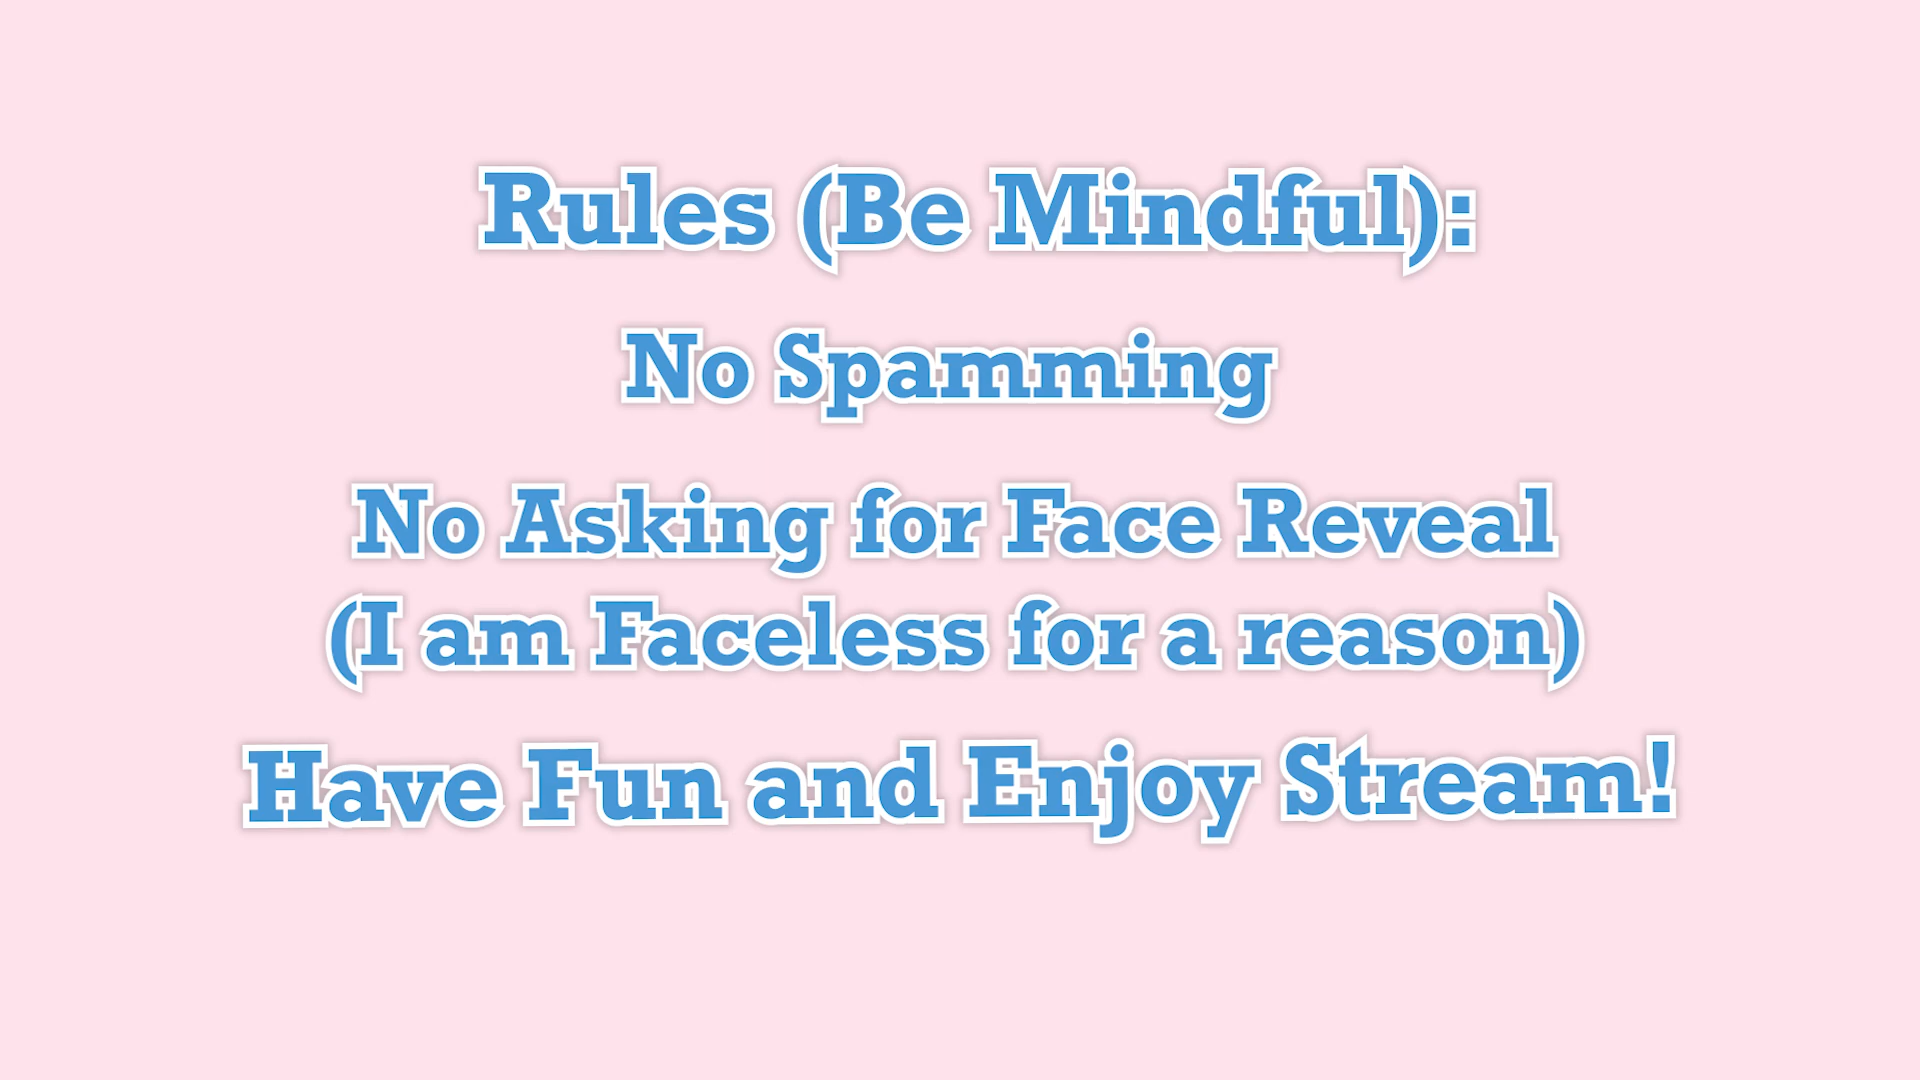 Rules (Be Mindful):
No Spamming
No Asking for Face Reveal
(I am Faceless for a reason)
Have Fun and Enjoy Stream!